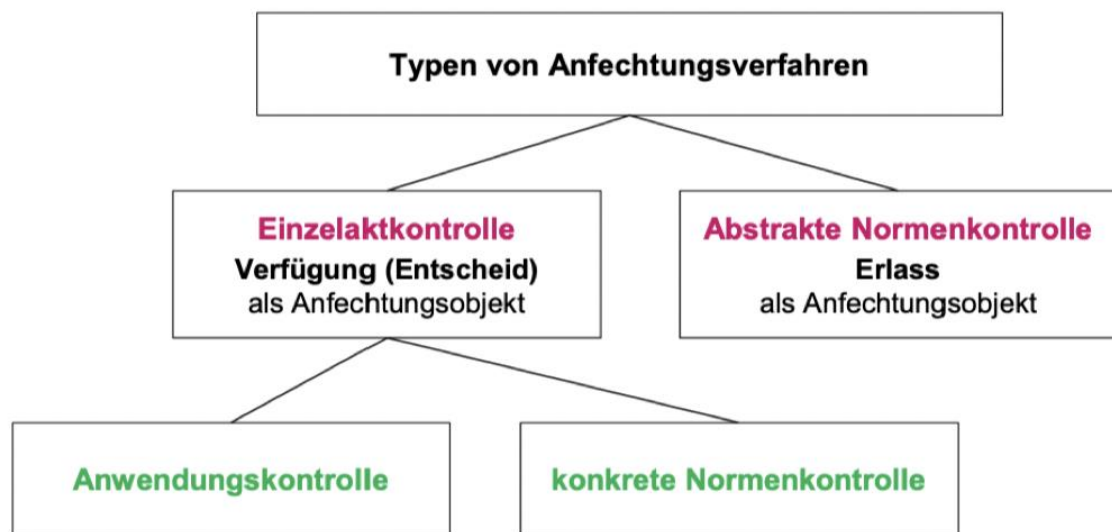 Typen von Anfechtungsverfahren
Einzelaktkontrolle
Verfügung (Entscheid)
als Anfechtungsobjekt
Abstrakte Normenkontrolle
Erlass
als Anfechtungsobjekt
Anwendungskontrolle
konkrete Normenkontrolle